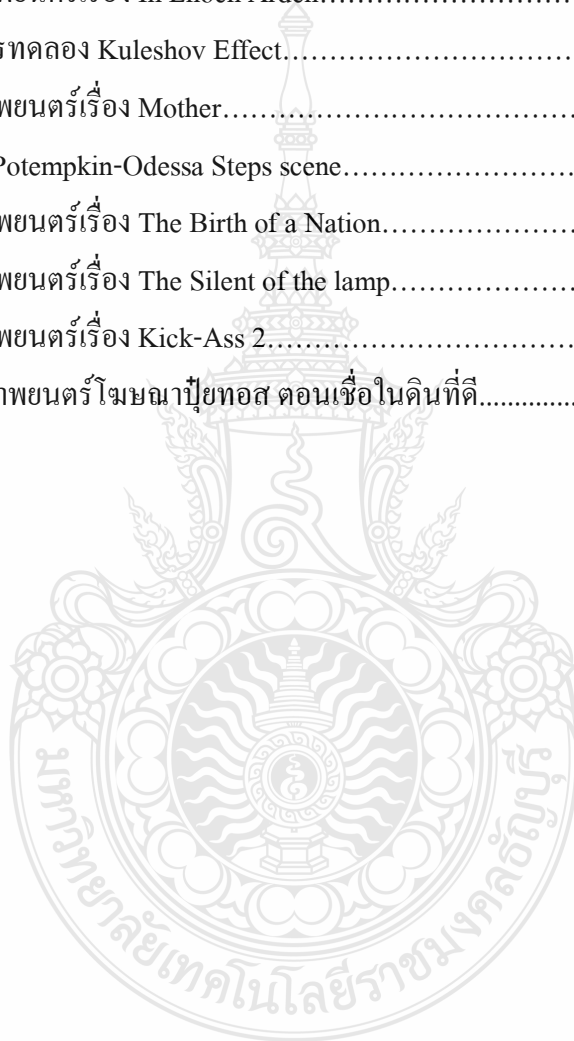 In Enoch Arden........................
รทดลอง Kuleshov Effect........................
พยนตร์เรื่อง Mother........................
Potempkin-Odessa Steps scene........................
พยนตร์เรื่อง The Birth of a Nation........................
พยนตร์เรื่อง The Silent of the lamp........................
พยนตร์เรื่อง Kick-Ass 2........................
าพยนตร์โฆษณาปุ๋ยทอส ตอนเชื่อในดินที่ดี...............
มหาวิทยาลัยเทคโนโลยีราชมงคลธัญบุรี